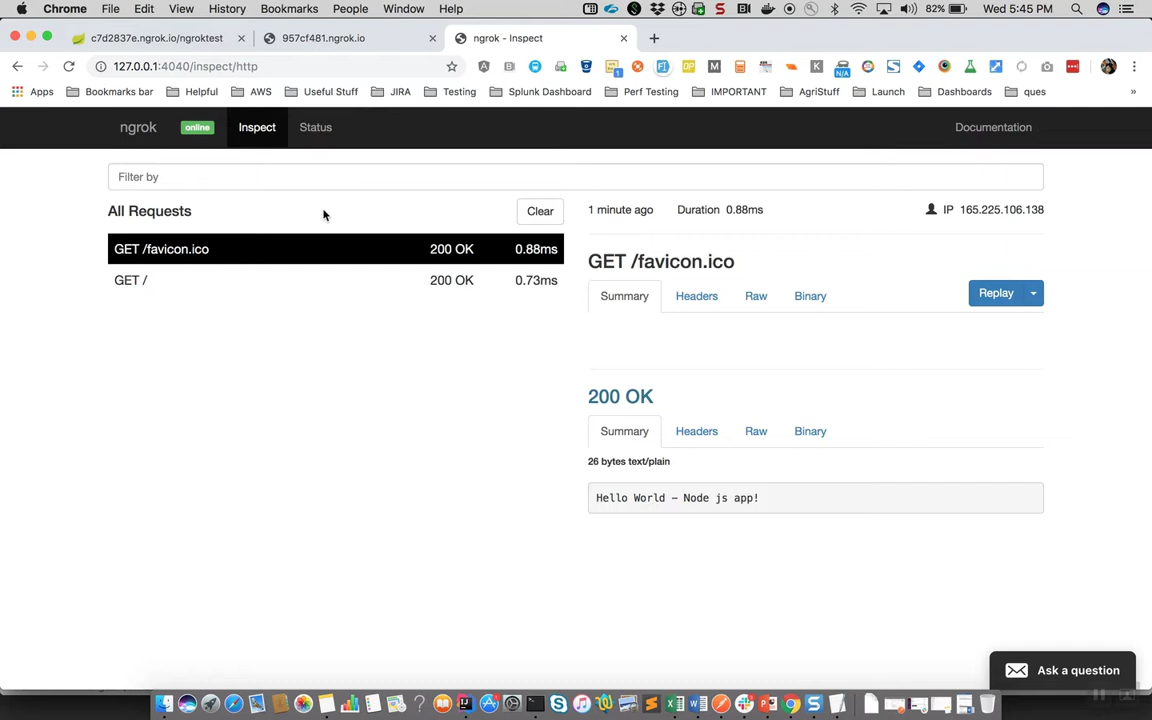 Chrome File Edit View History Bookmarks People Window Help 82% Wed 5:45 PM
c7d2837e.ngrok.io/ngroktest 957cf481.ngrok.io ngrok - Inspect
127.0.0.1:4040/inspect/http
Apps Bookmarks bar Helpful AWS Useful Stuff JIRA Testing Splunk Dashboard Perf Testing IMPORTANT AgriStuff Launch Dashboards ques »
ngrok online Inspect Status Documentation
Filter by
All Requests Clear 1 minute ago Duration 0.88ms IP 165.225.106.138
GET /favicon.ico 200 OK 0.88ms
GET / 200 OK 0.73ms
GET /favicon.ico
Summary Headers Raw Binary Replay
200 OK
Summary Headers Raw Binary
26 bytes text/plain
Hello World - Node js app!
Ask a question